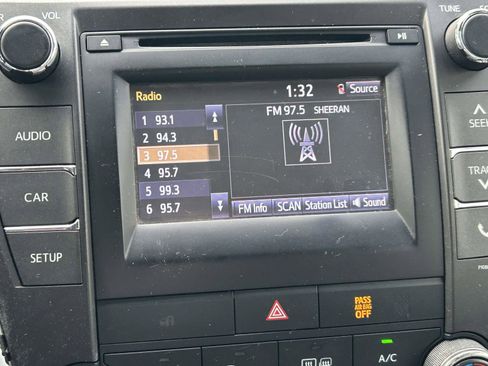 PWR VOL
TUNE
Radio 1:32 Source
FM 97.5 SHEERAN
1 93.1
2 94.3
3 97.5
4 95.7
5 99.3
6 95.7
FM Info SCAN Station List Sound
AUDIO
CAR
SETUP
SEEK
TRACK
PASS
AIR BAG
OFF
A/C